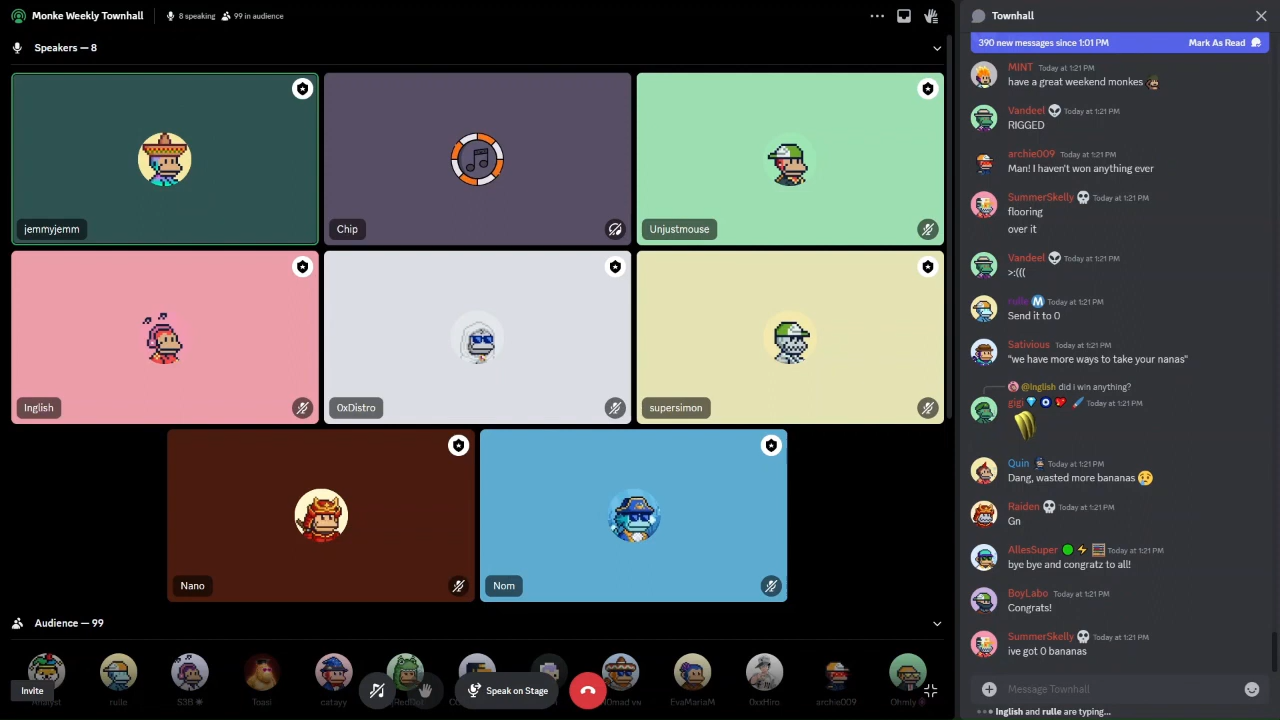 Monke Weekly Townhall
8 speaking
99 in audience
Speakers — 8
jemmyjemm
Chip
Unjustmouse
Inglish
0xDistro
supersimon
Nano
Nom
Audience — 99
rulle
S3B
Toasi
catayy
EvaMariaM
0xxHiro
archie009
Ohmly
Invite
Speak on Stage
Townhall
390 new messages since 1:01 PM
Mark As Read
MINT Today at 1:21 PM
have a great weekend monkes
Vandeel Today at 1:21 PM
RIGGED
archie009 Today at 1:21 PM
Man! I haven't won anything ever
SummerSkelly Today at 1:21 PM
flooring
over it
Vandeel Today at 1:21 PM
>:(((
rulle M Today at 1:21 PM
Send it to 0
Sativious Today at 1:21 PM
"we have more ways to take your nanas"
@Inglish did i win anything?
gigi Today at 1:21 PM
Quin Today at 1:21 PM
Dang, wasted more bananas
Raiden Today at 1:21 PM
Gn
AllesSuper Today at 1:21 PM
bye bye and congratz to all!
BoyLabo Today at 1:21 PM
Congrats!
SummerSkelly Today at 1:21 PM
ive got 0 bananas
Message Townhall
Inglish and rulle are typing...